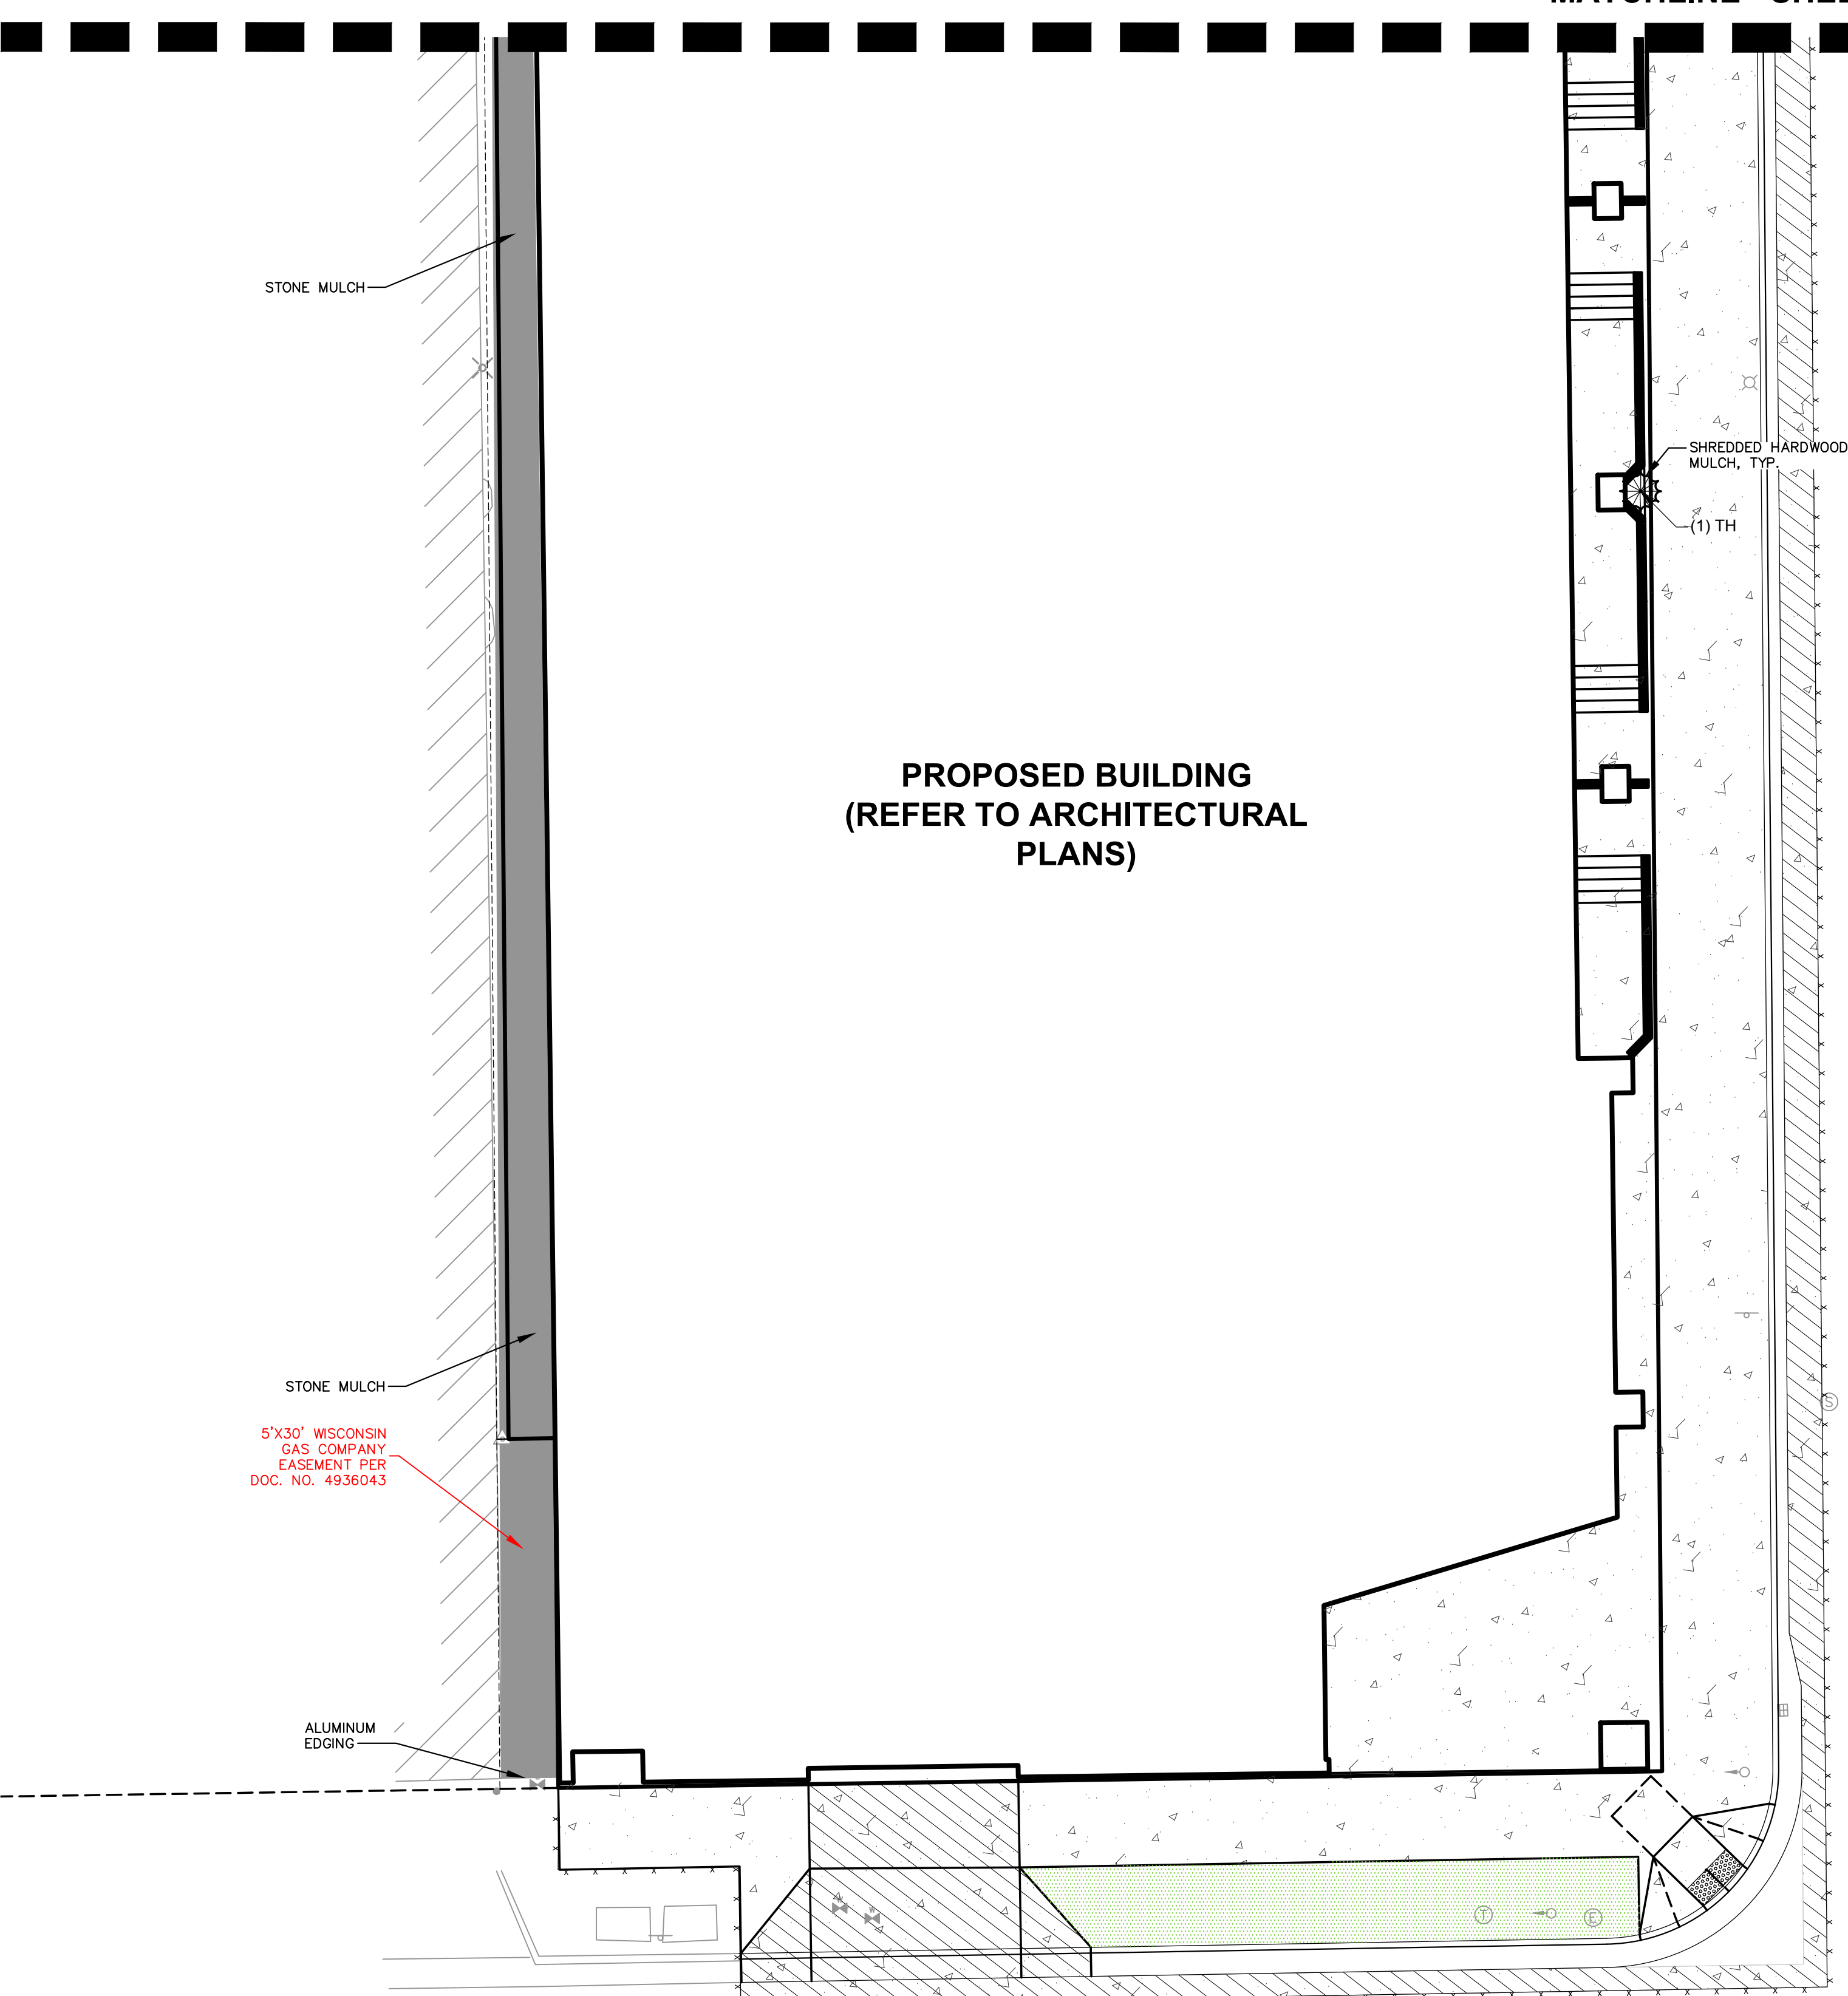 STONE MULCH
SHREDDED HARDWOOD
MULCH, TYP.
(1) TH
PROPOSED BUILDING
(REFER TO ARCHITECTURAL
PLANS)
STONE MULCH
5'X30' WISCONSIN
GAS COMPANY
EASEMENT PER
DOC. NO. 4936043
S
ALUMINUM
EDGING
W
W
T
E